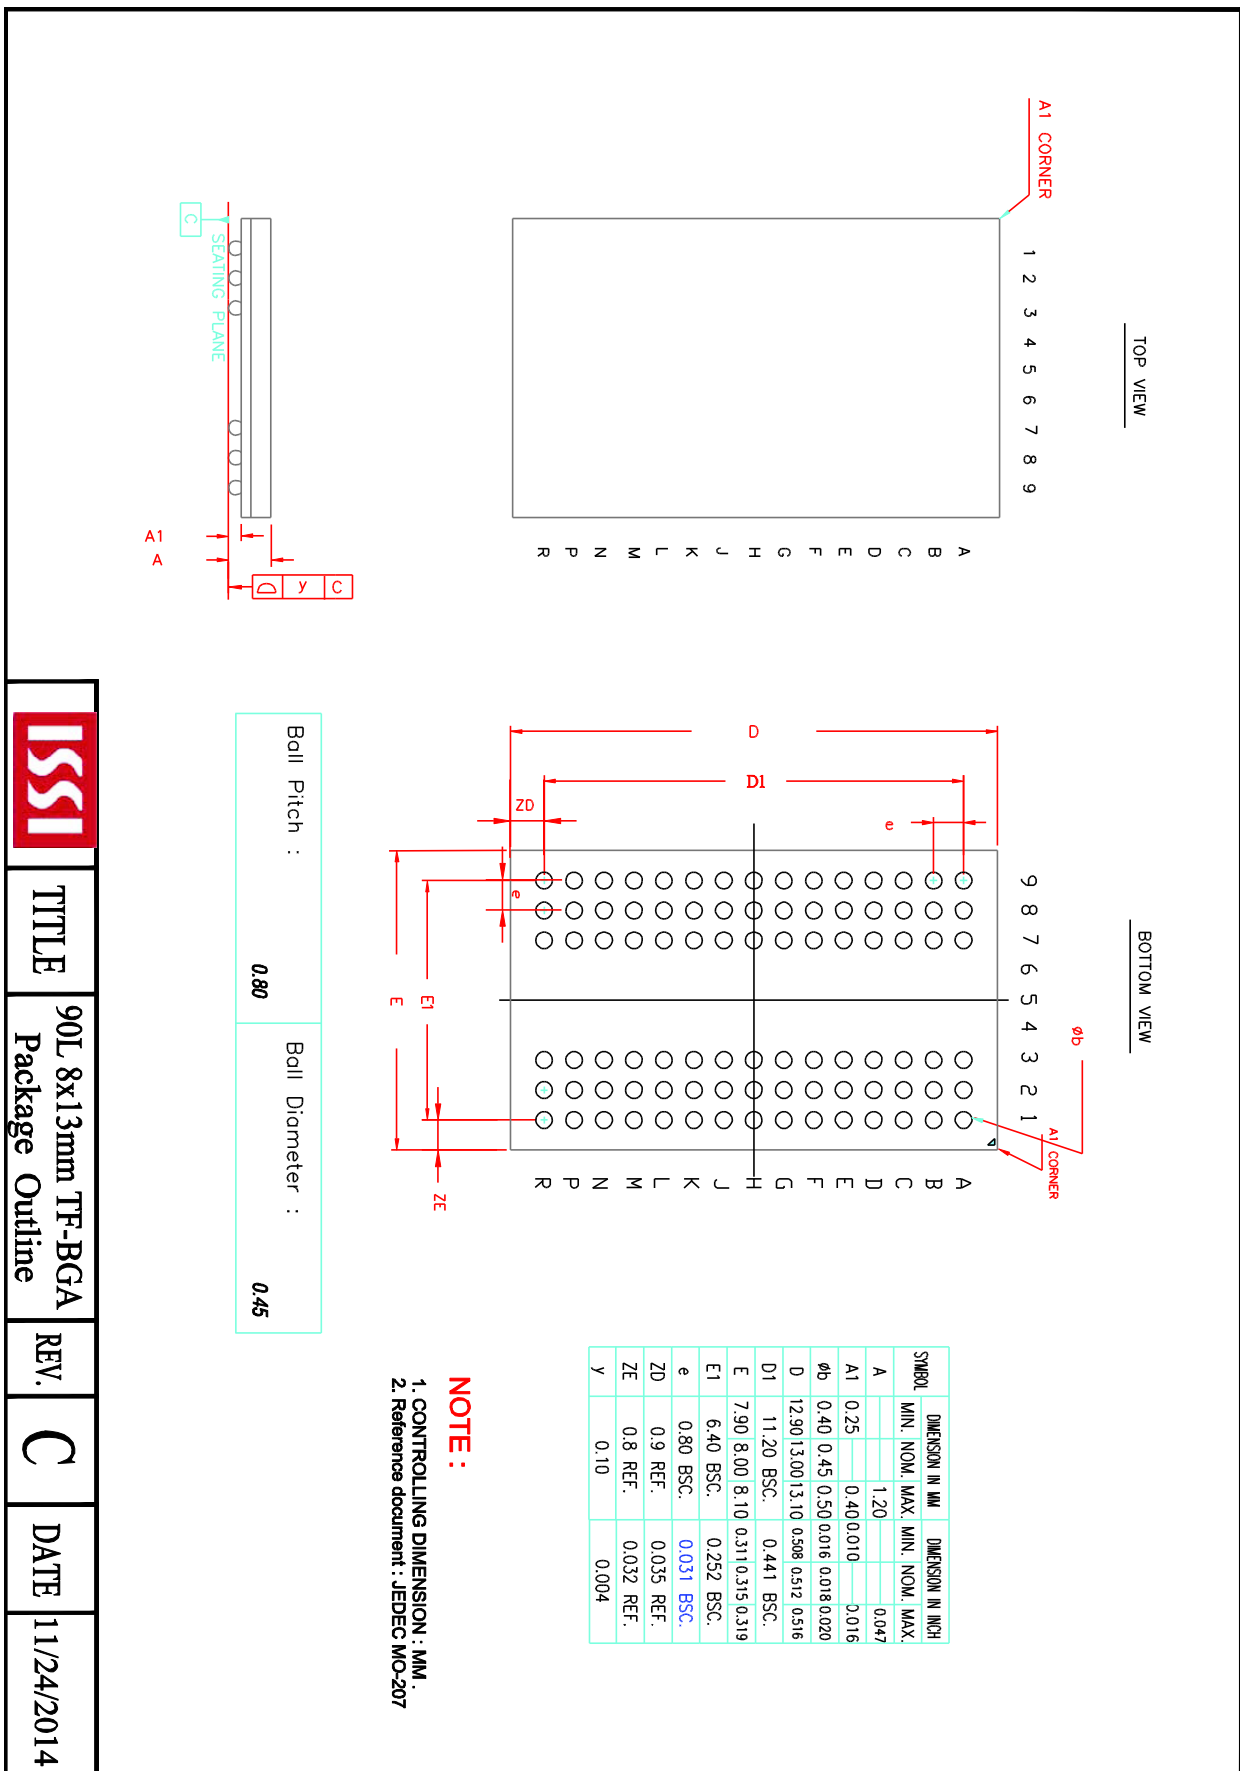 TOP VIEW
A1 CORNER
1 2 3 4 5 6 7 8 9
A
B
C
D
E
F
G
H
J
K
L
M
N
P
R
C
SEATING PLANE
A1
A
y C
BOTTOM VIEW
9 8 7 6 5 4 3 2 1
Øb
A1 CORNER
A
B
C
D
E
F
G
H
J
K
L
M
N
P
R
D
D1
ZD
e
e
E1
E
ZE
SYMBOL DIMENSION IN MM DIMENSION IN INCH
MIN. NOM. MAX. MIN. NOM. MAX.
A 1.20 0.047
A1 0.25 0.40 0.010 0.016
Øb 0.40 0.45 0.50 0.016 0.018 0.020
D 12.90 13.00 13.10 0.508 0.512 0.516
D1 11.20 BSC. 0.441 BSC.
E 7.90 8.00 8.10 0.311 0.315 0.319
E1 6.40 BSC. 0.252 BSC.
e 0.80 BSC. 0.031 BSC.
ZD 0.9 REF. 0.035 REF.
ZE 0.8 REF. 0.032 REF.
y 0.10 0.004
NOTE :
1. CONTROLLING DIMENSION : MM .
2. Reference document : JEDEC MO-207
Ball Pitch : 0.80
Ball Diameter : 0.45
ISSI
TITLE
90L 8x13mm TF-BGA
Package Outline
REV.
C
DATE
11/24/2014